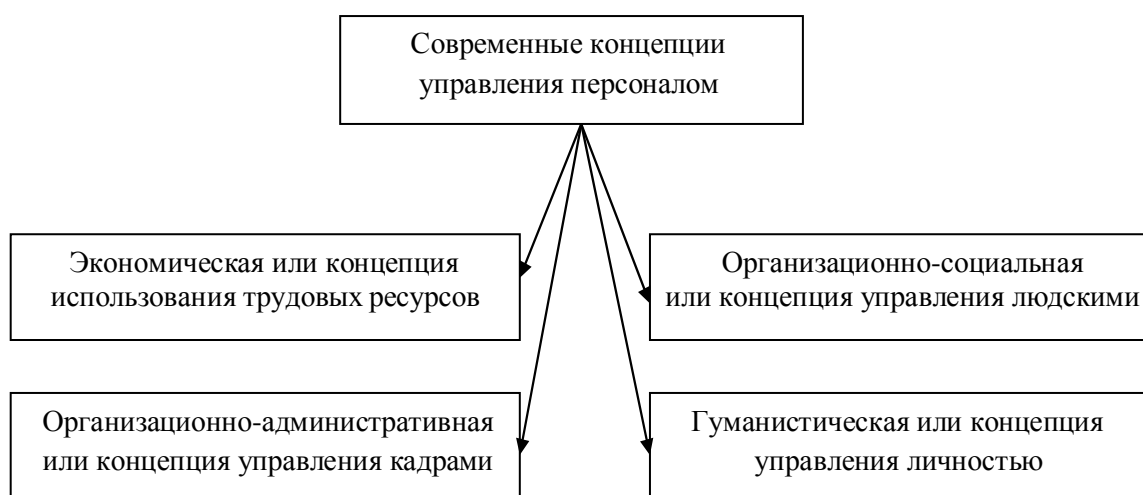 Современные концепции
управления персоналом
Экономическая или концепция
использования трудовых ресурсов
Организационно-социальная
или концепция управления людскими
Организационно-административная
или концепция управления кадрами
Гуманистическая или концепция
управления личностью